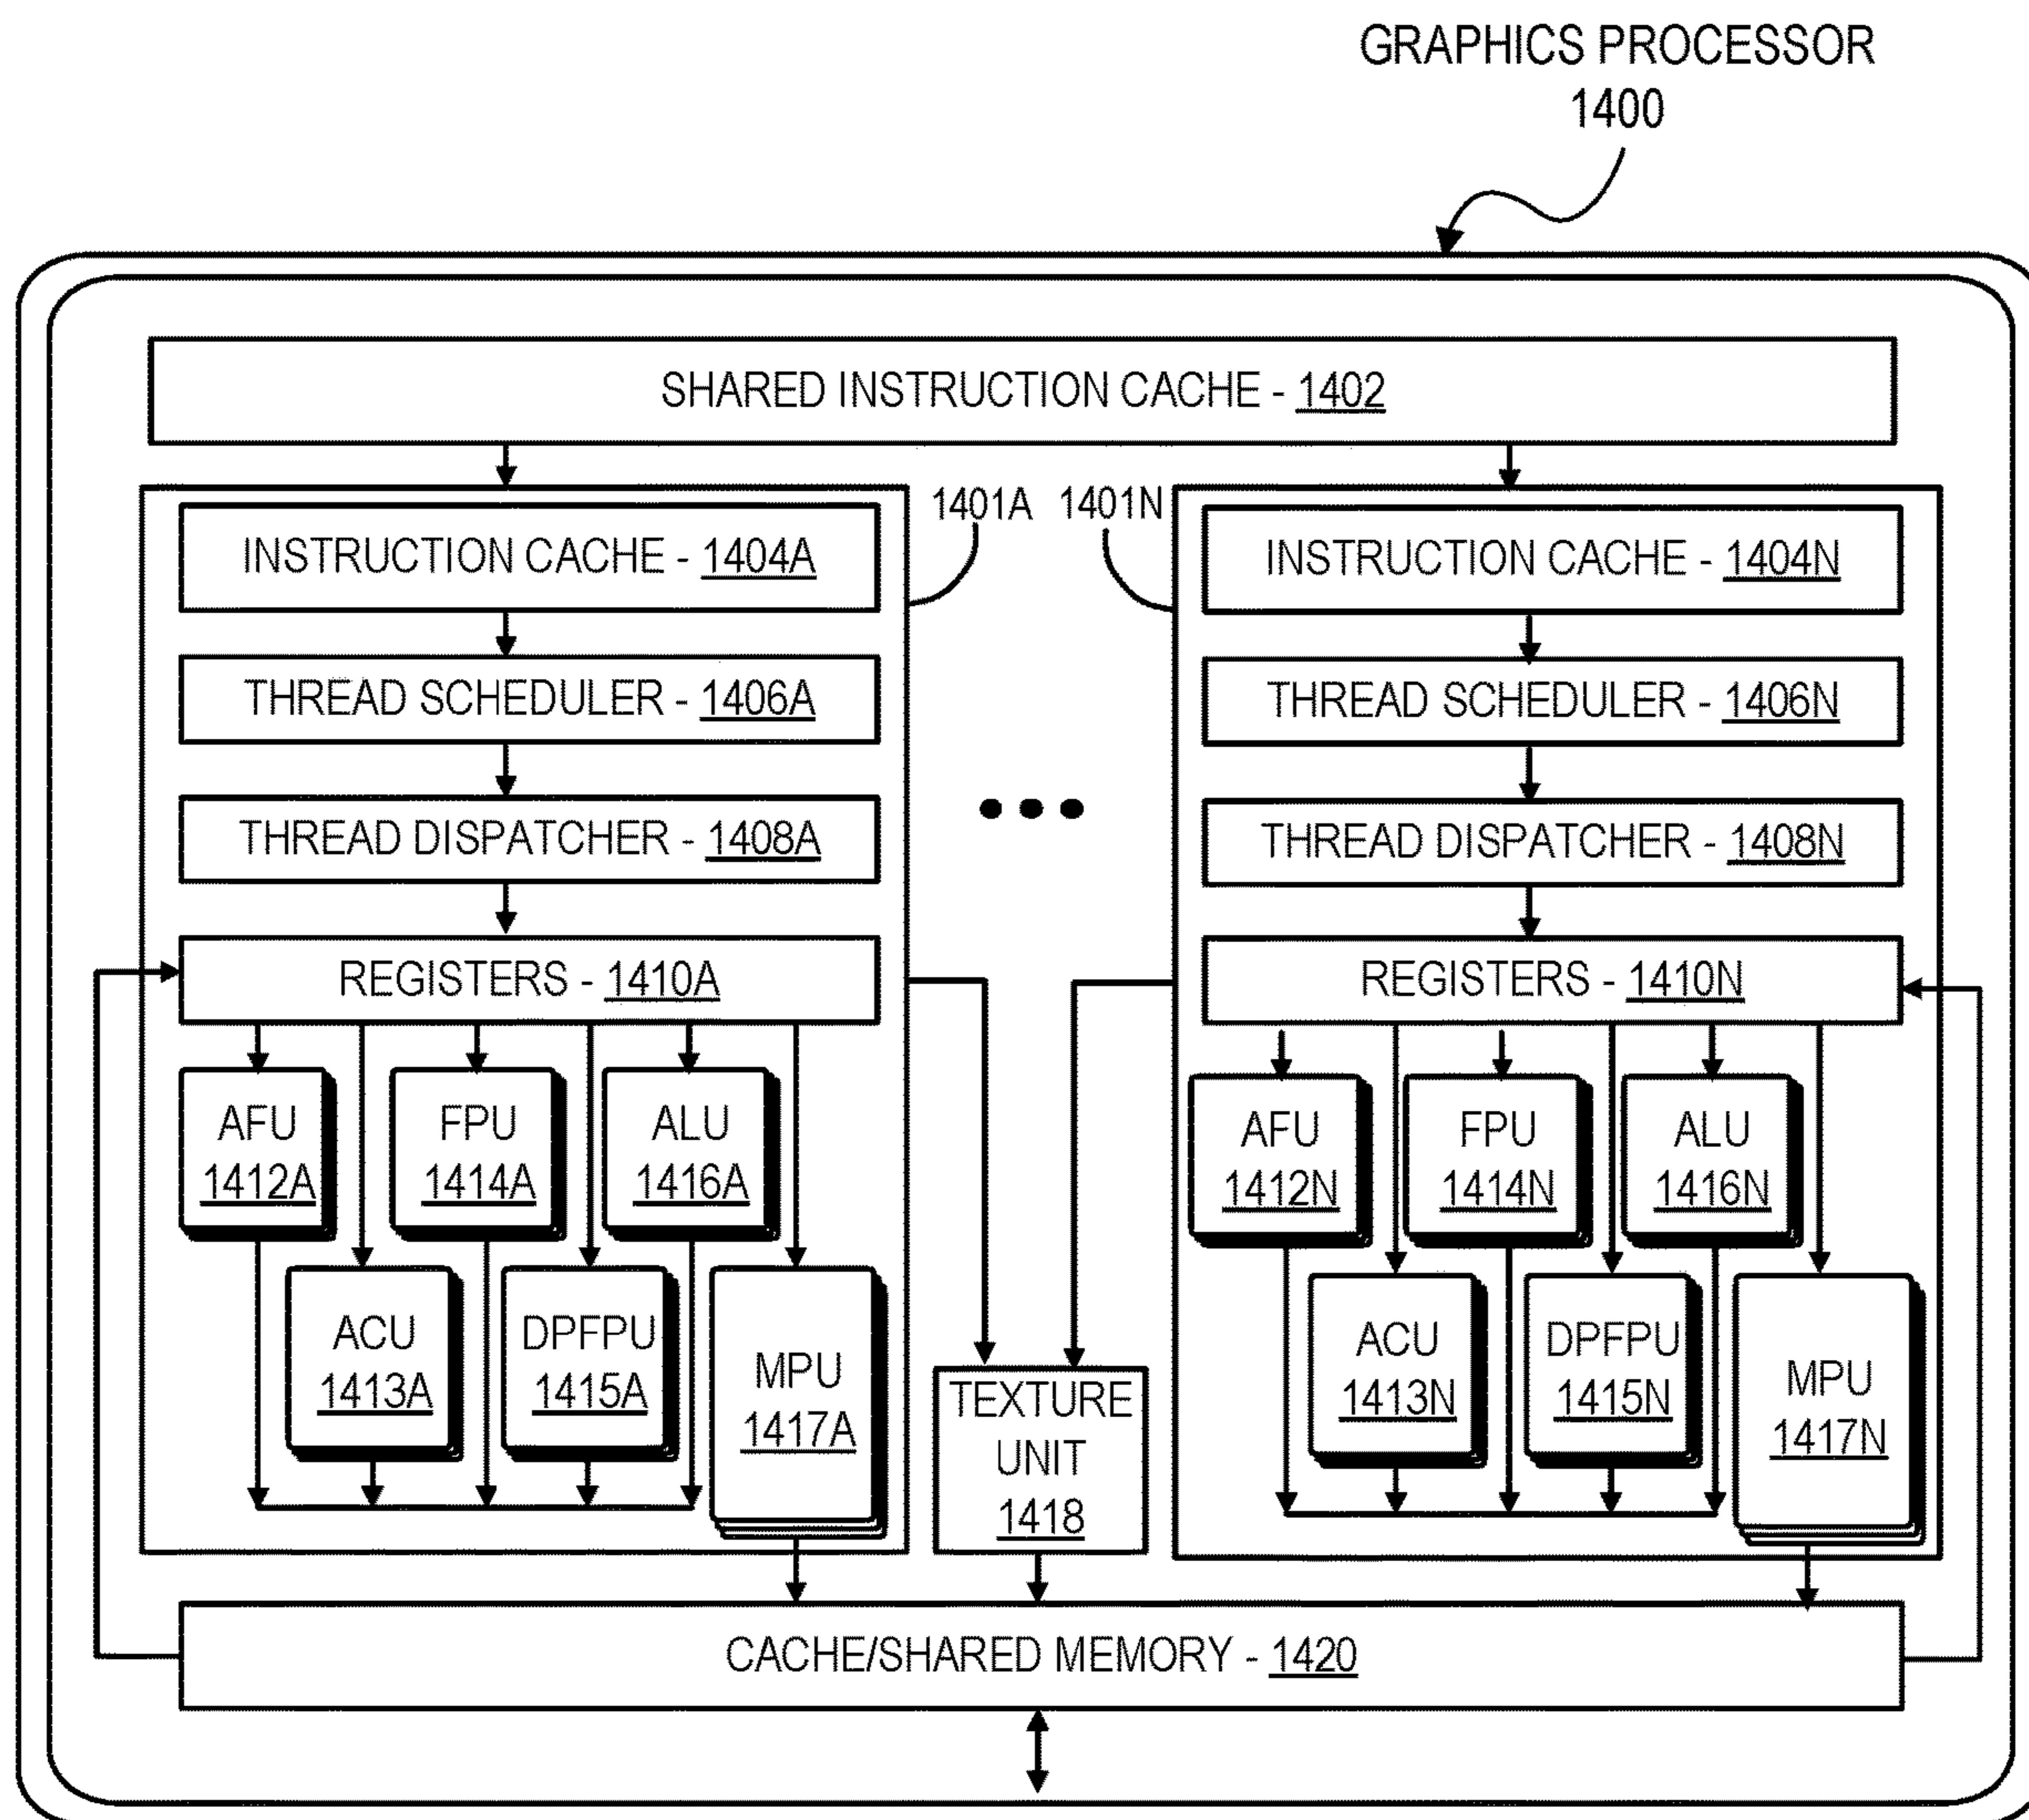 GRAPHICS PROCESSOR
1400
SHARED INSTRUCTION CACHE - 1402
1401A
1401N
INSTRUCTION CACHE - 1404A
THREAD SCHEDULER - 1406A
THREAD DISPATCHER - 1408A
REGISTERS - 1410A
AFU
1412A
FPU
1414A
ALU
1416A
ACU
1413A
DPFPU
1415A
MPU
1417A
TEXTURE
UNIT
1418
INSTRUCTION CACHE - 1404N
THREAD SCHEDULER - 1406N
THREAD DISPATCHER - 1408N
REGISTERS - 1410N
AFU
1412N
FPU
1414N
ALU
1416N
ACU
1413N
DPFPU
1415N
MPU
1417N
CACHE/SHARED MEMORY - 1420